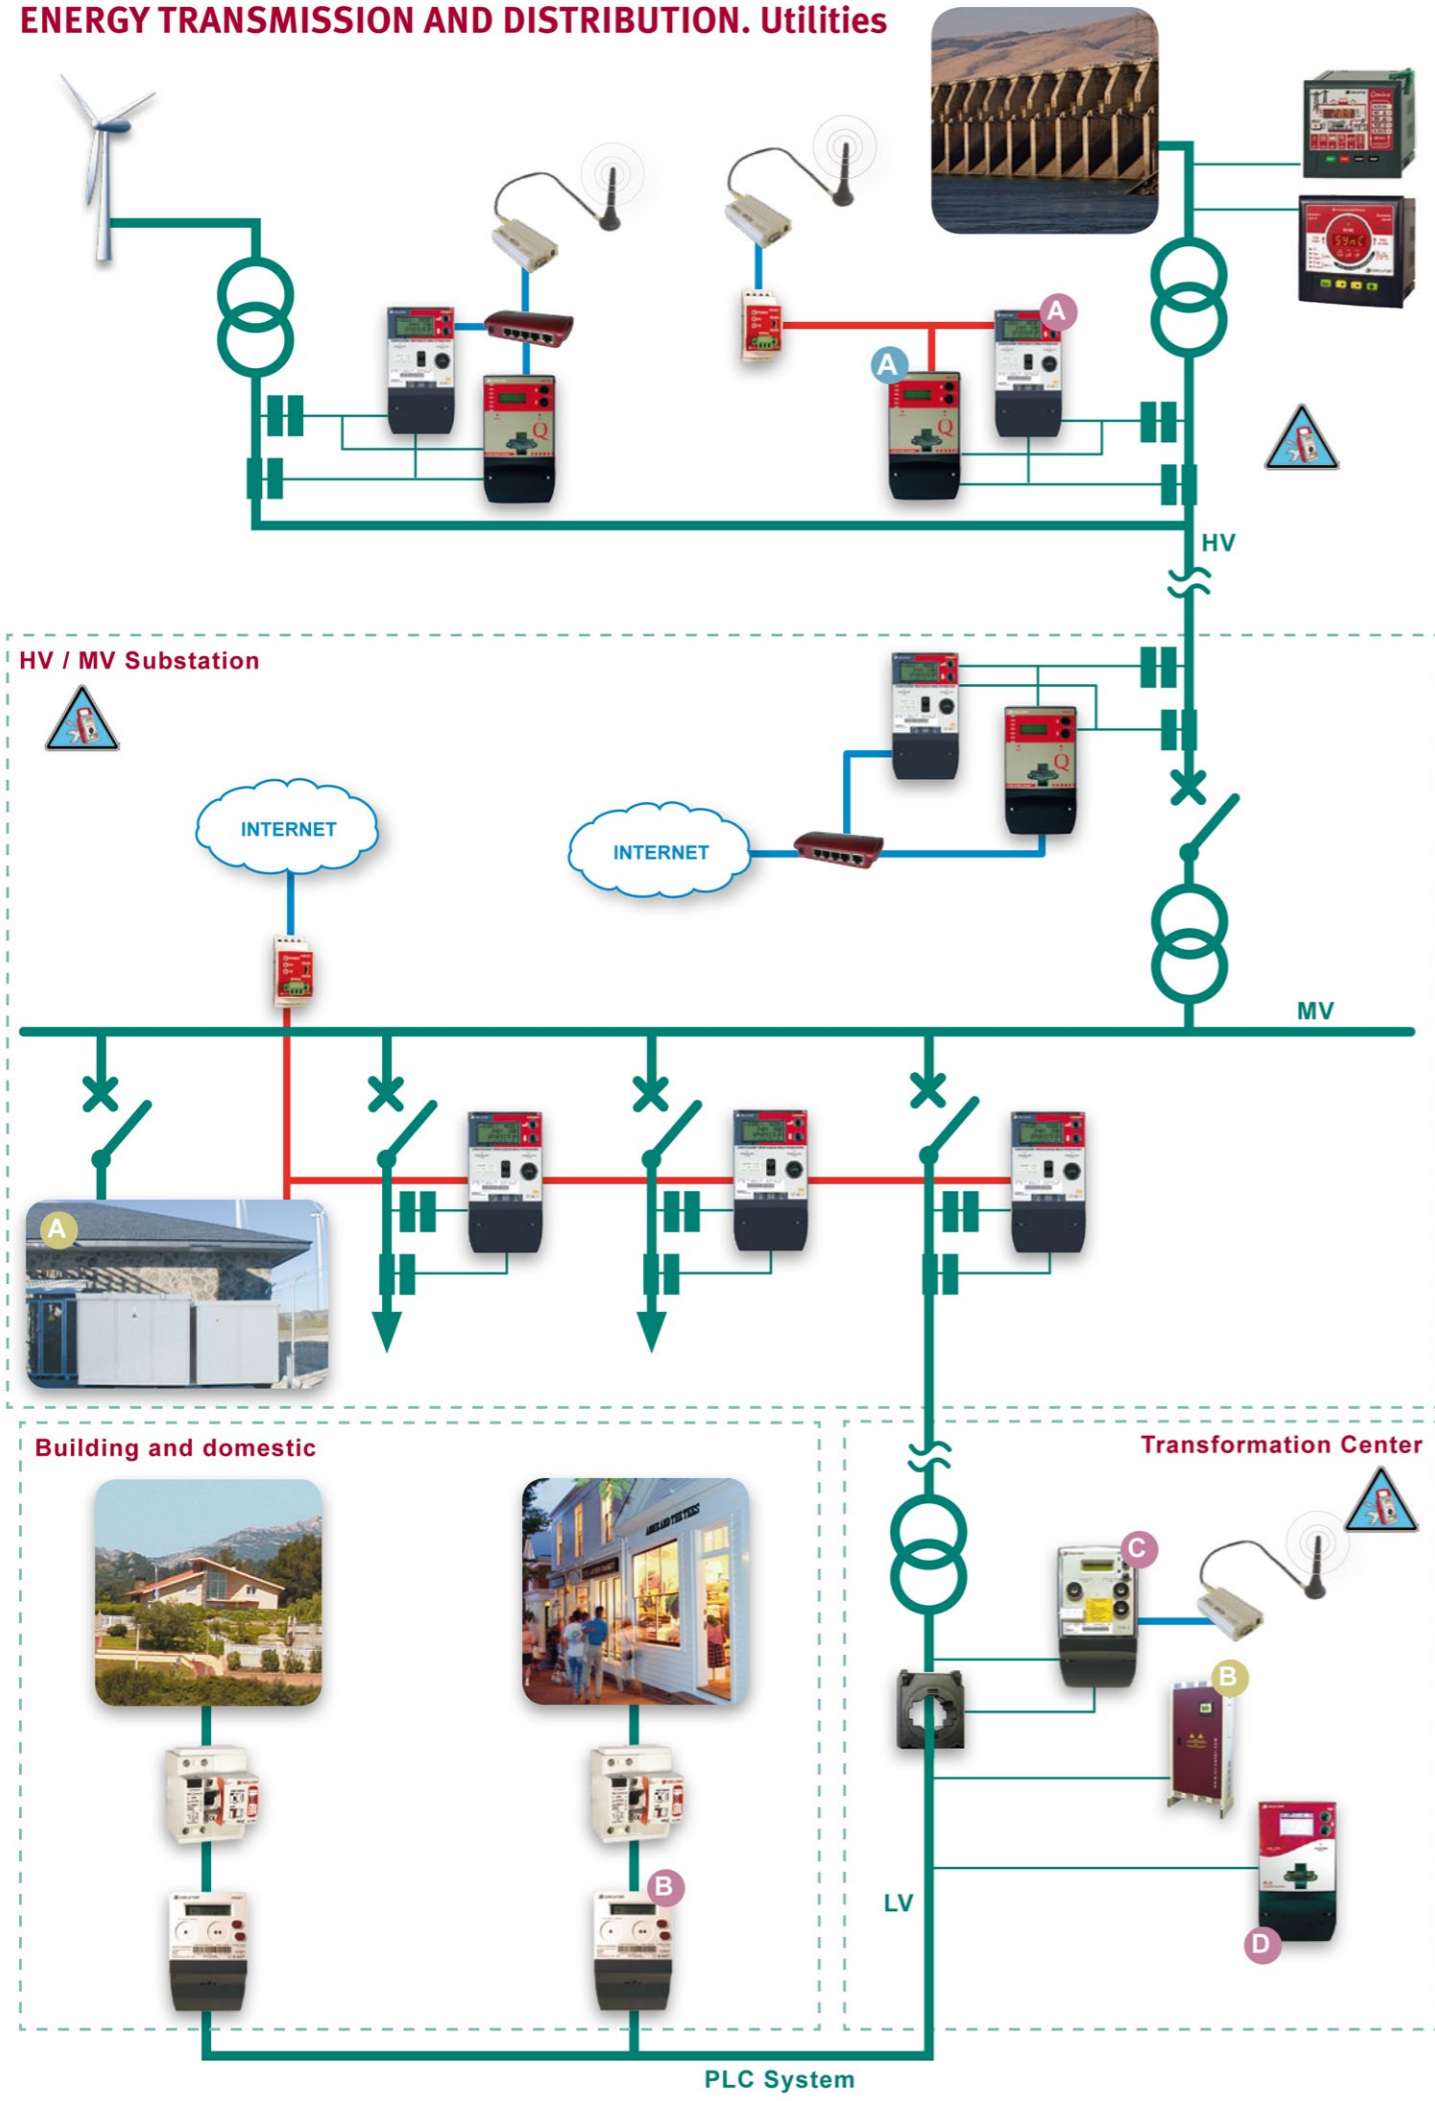 ENERGY TRANSMISSION AND DISTRIBUTION. Utilities
A
A
Q
Q
SYnC
HV
HV / MV Substation
Q
INTERNET
INTERNET
MV
A
Building and domestic
Transformation Center
C
B
B
LV
D
PLC System